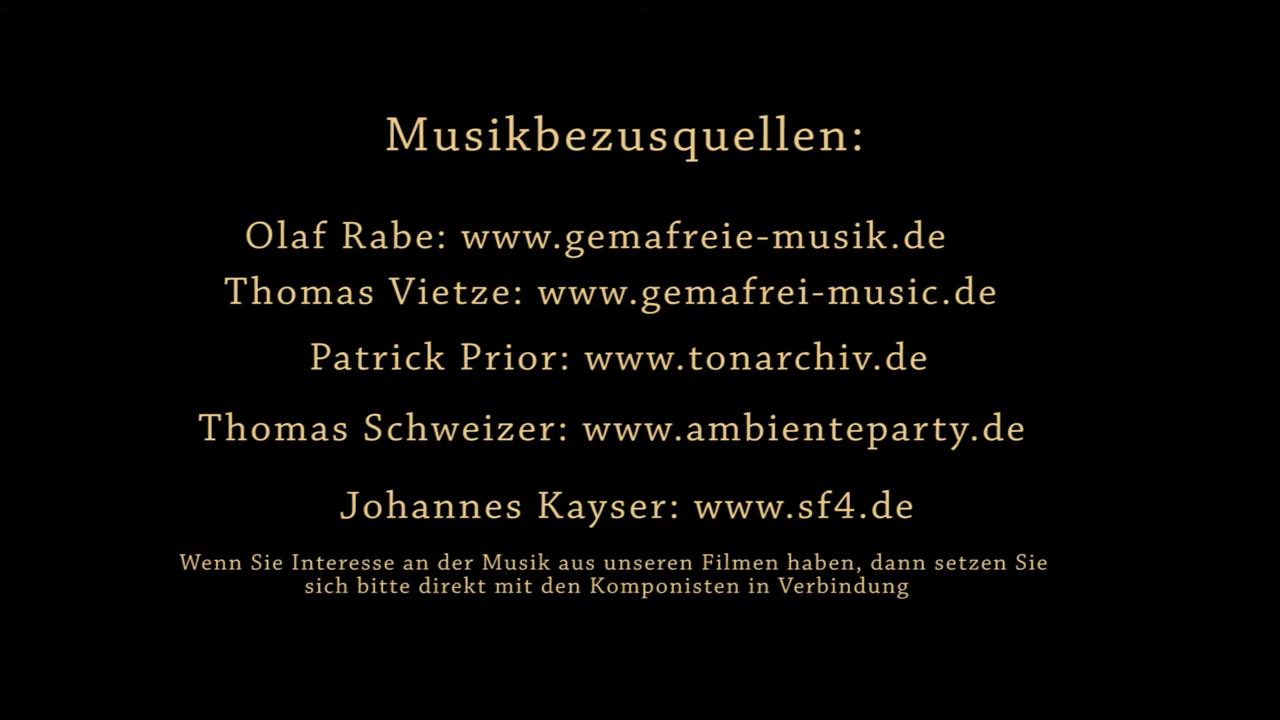 Musikbezusquellen:
Olaf Rabe: www.gemafreie-musik.de
Thomas Vietze: www.gemafrei-music.de
Patrick Prior: www.tonarchiv.de
Thomas Schweizer: www.ambienteparty.de
Johannes Kayser: www.sf4.de
Wenn Sie Interesse an der Musik aus unseren Filmen haben, dann setzen Sie
sich bitte direkt mit den Komponisten in Verbindung